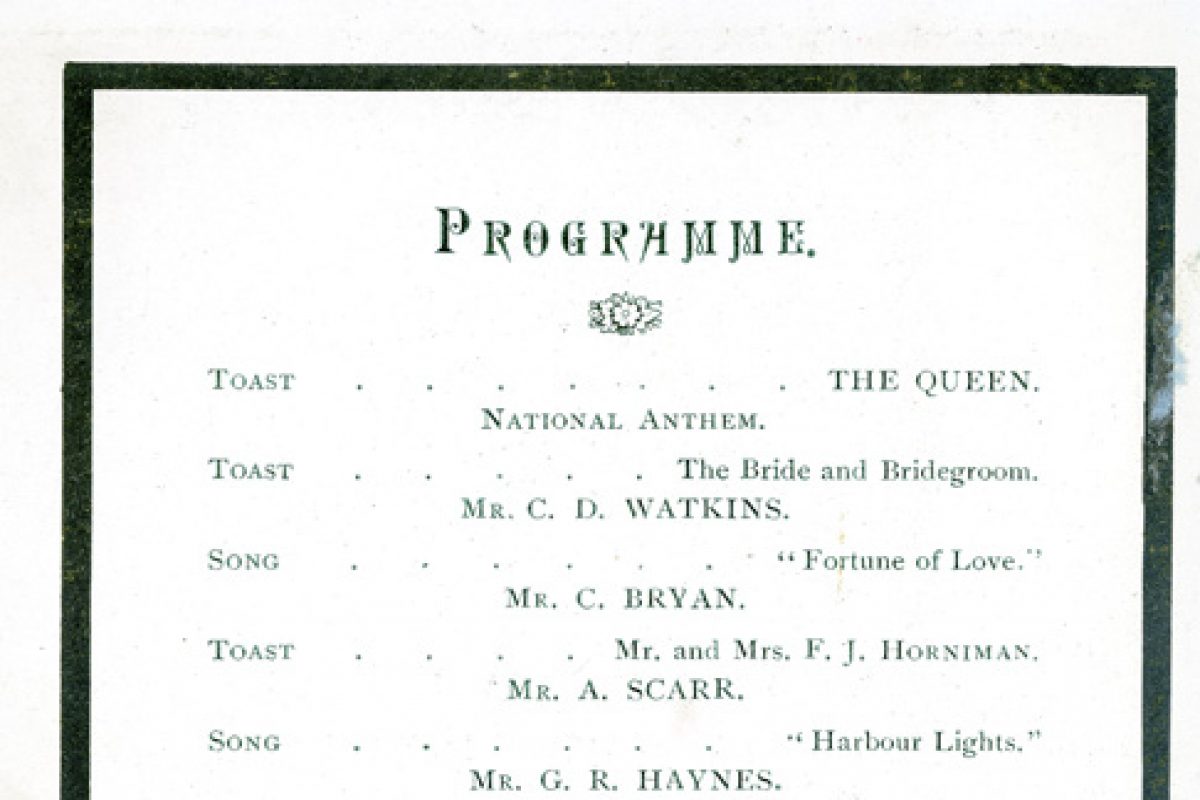 PROGRAMME.
TOAST . . . . . . . THE QUEEN.
NATIONAL ANTHEM.
TOAST . . . . . The Bride and Bridegroom.
MR. C. D. WATKINS.
SONG . . . . . . "Fortune of Love."
MR. C. BRYAN.
TOAST . . . . Mr. and Mrs. F. J. HORNIMAN.
MR. A. SCARR.
SONG . . . . . . "Harbour Lights."
MR. G. R. HAYNES.